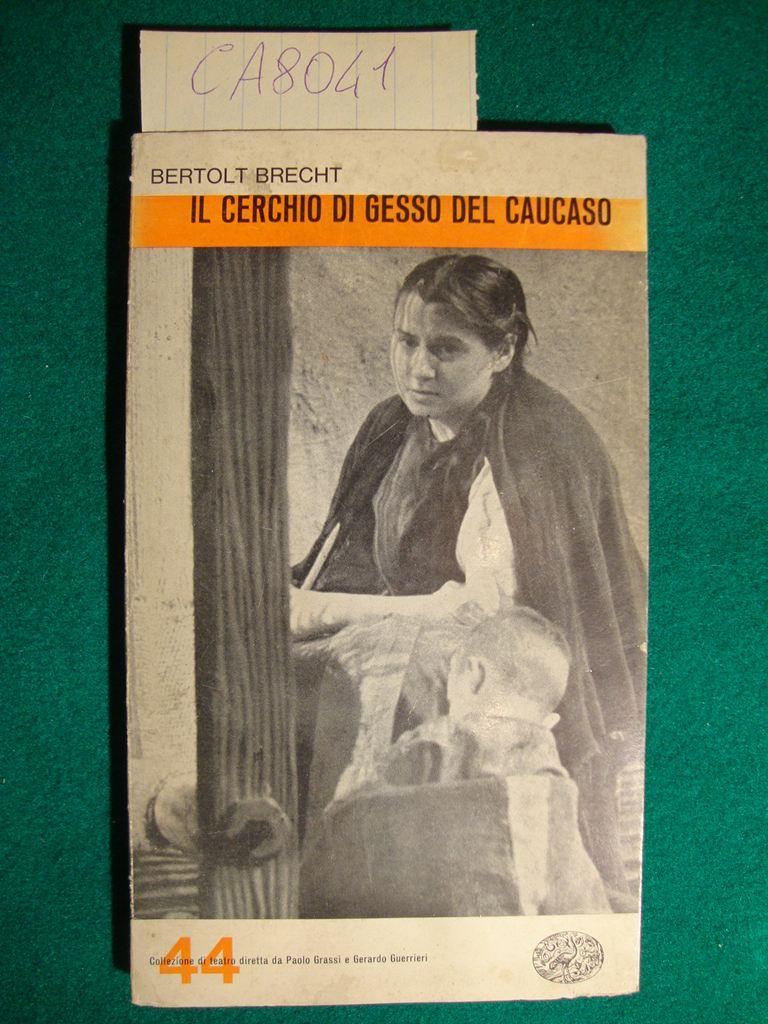 CA8041
BERTOLT BRECHT
IL CERCHIO DI GESSO DEL CAUCASO
44
Collezione di teatro diretta da Paolo Grassi e Gerardo Guerrieri